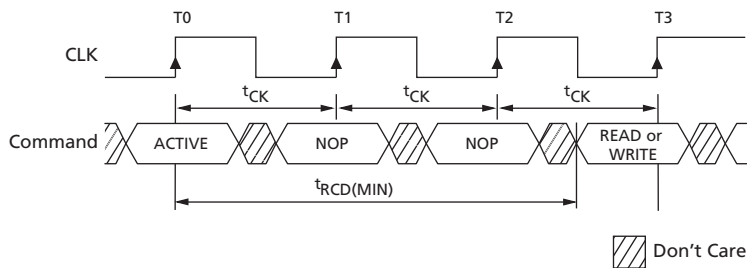 T0 T1 T2 T3
CLK
tCK tCK tCK
Command ACTIVE NOP NOP READ or
WRITE
tRCD(MIN)
Don't Care